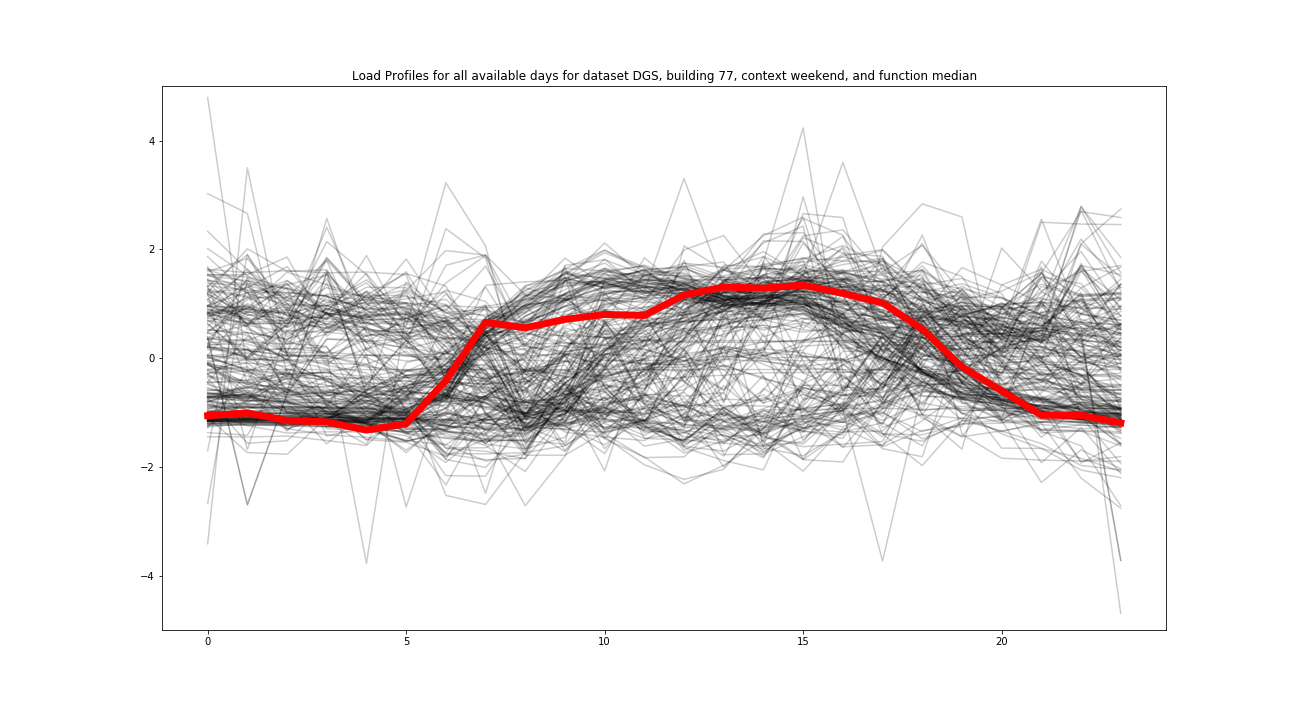 Load Profiles for all available days for dataset DGS, building 77, context weekend, and function median
4
2
0
−2
−4
0 5 10 15 20